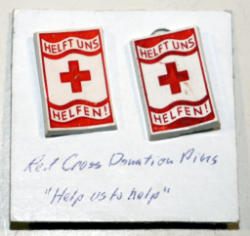 HELFT UNS
HELFEN!
HELFT UNS
HELFEN!
Red Cross Donation Pins
"Help us to help"